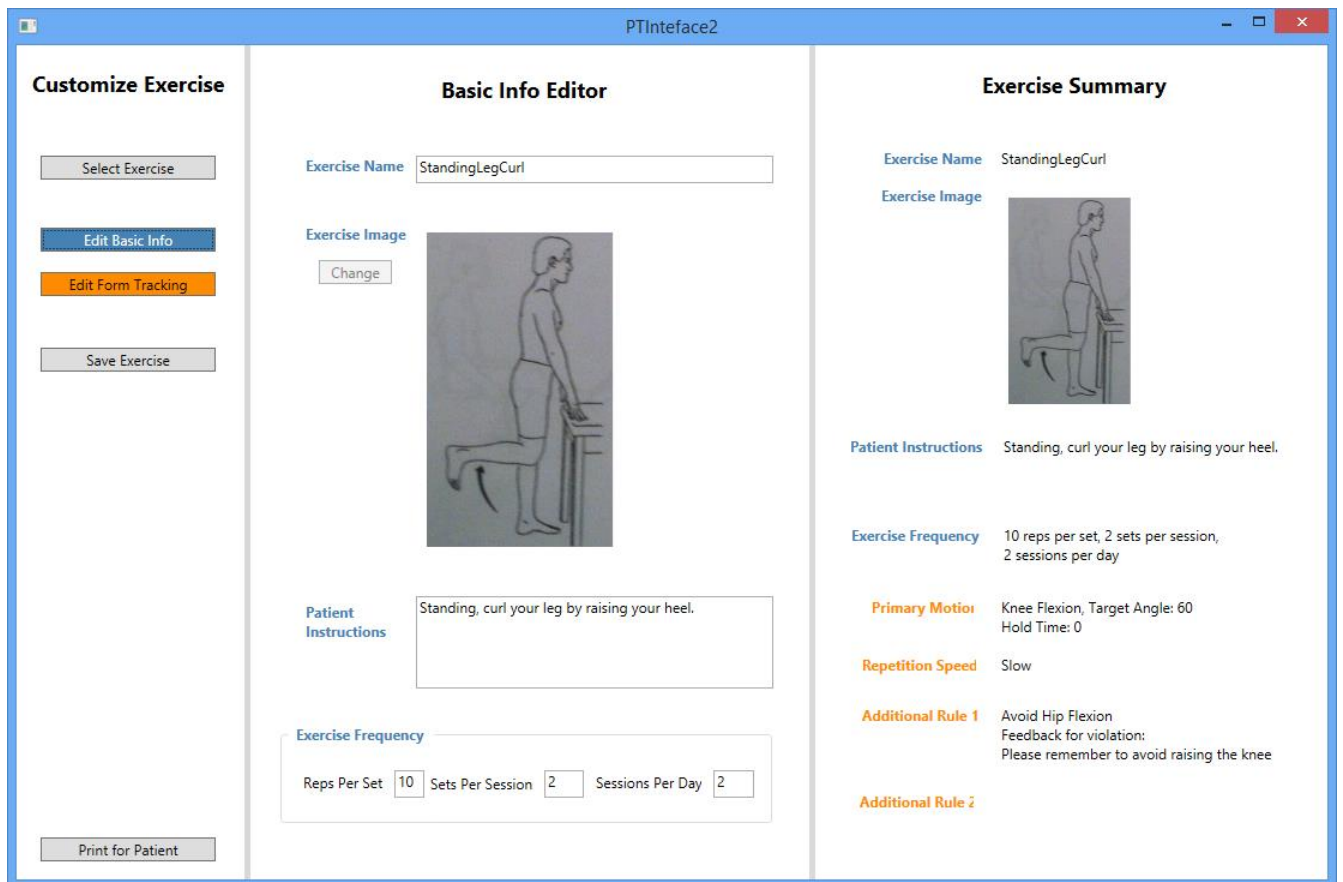 PTInteface2
Customize Exercise
Select Exercise
Edit Basic Info
Edit Form Tracking
Save Exercise
Print for Patient
Basic Info Editor
Exercise Name
StandingLegCurl
Exercise Image
Change
Patient
Instructions
Standing, curl your leg by raising your heel.
Exercise Frequency
Reps Per Set 10 Sets Per Session 2 Sessions Per Day 2
Exercise Summary
Exercise Name StandingLegCurl
Exercise Image
Patient Instructions Standing, curl your leg by raising your heel.
Exercise Frequency 10 reps per set, 2 sets per session,
2 sessions per day
Primary Motion Knee Flexion, Target Angle: 60
Hold Time: 0
Repetition Speed Slow
Additional Rule 1 Avoid Hip Flexion
Feedback for violation:
Please remember to avoid raising the knee
Additional Rule 2